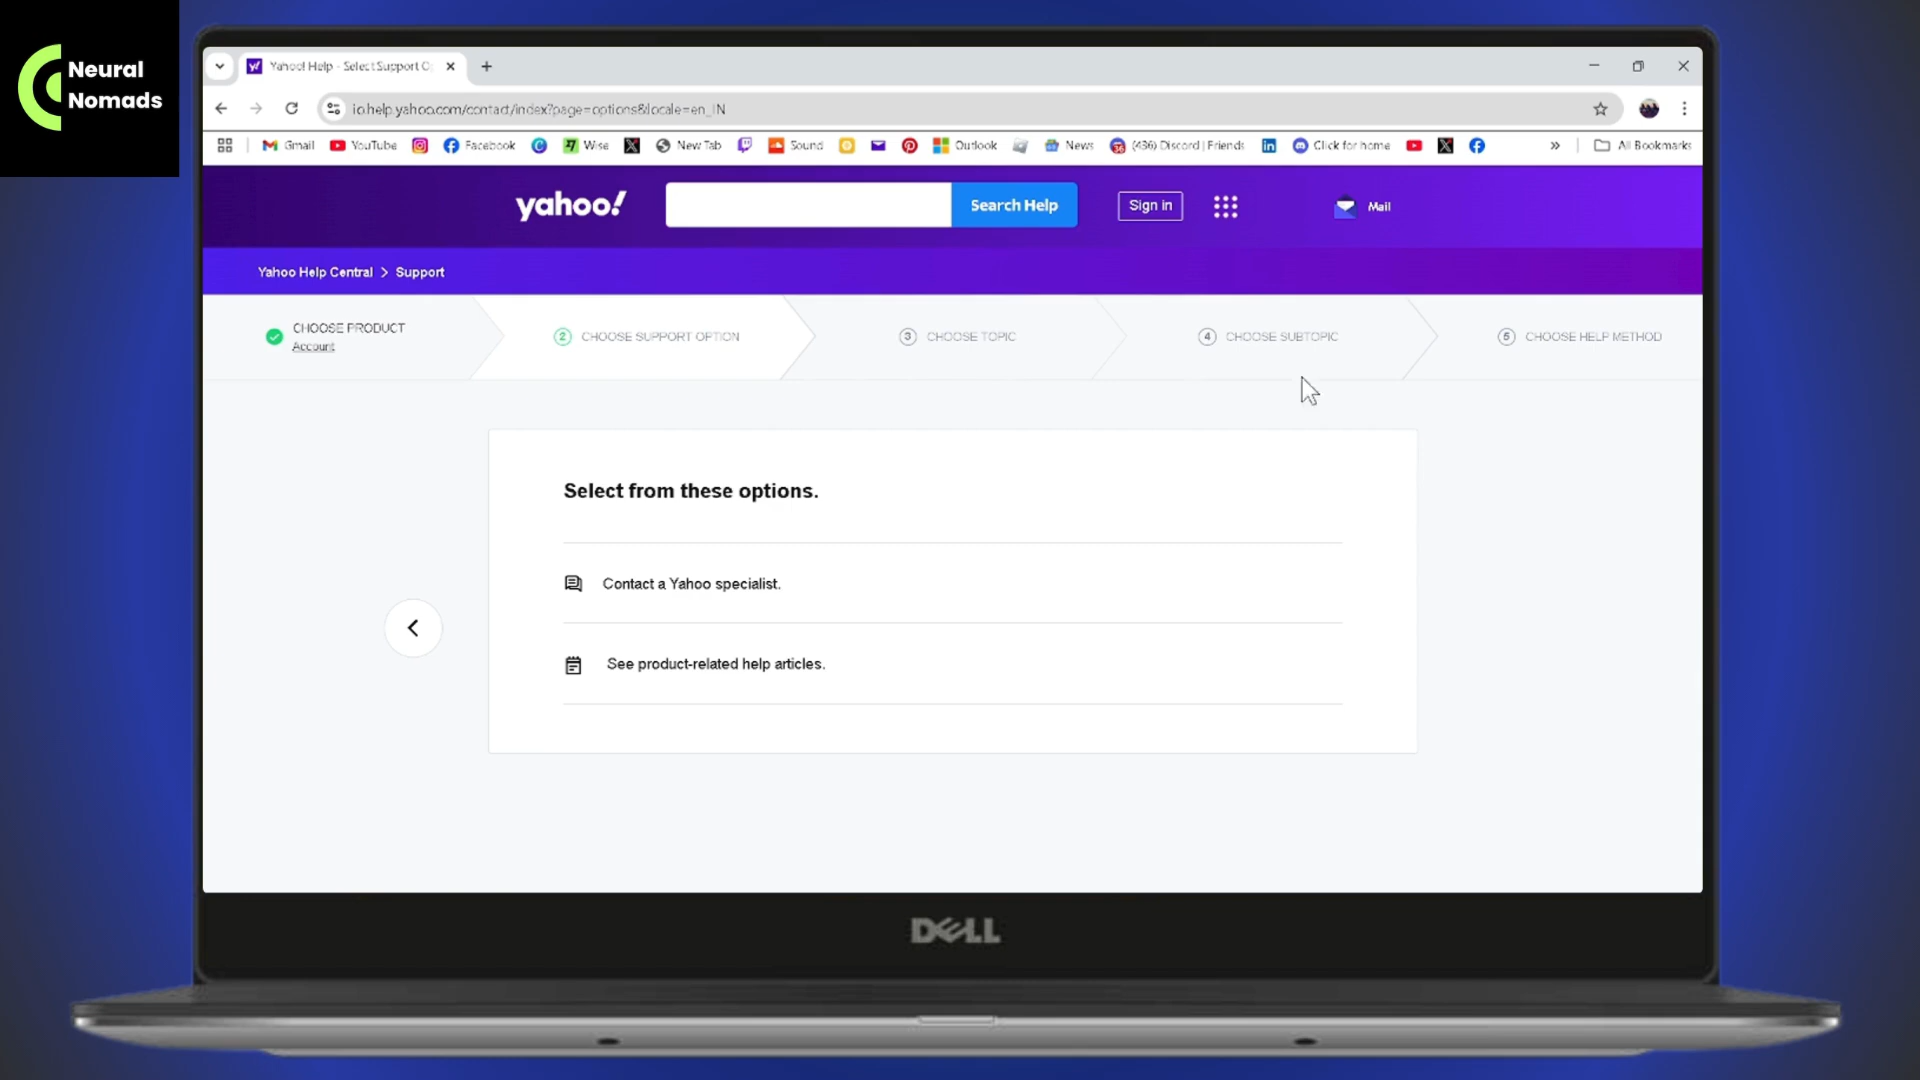 Neural
Nomads
Yahoo! Help - Select Support O
io.help.yahoo.com/contact/index?page=options&locale=en_IN
Gmail
YouTube
Facebook
Wise
New Tab
Sound
Outlook
News
(436) Discord | Friends
Click for home
All Bookmarks
yahoo!
Search Help
Sign in
Mail
Yahoo Help Central > Support
CHOOSE PRODUCT
Account
2 CHOOSE SUPPORT OPTION
3 CHOOSE TOPIC
4 CHOOSE SUBTOPIC
5 CHOOSE HELP METHOD
Select from these options.
Contact a Yahoo specialist.
See product-related help articles.
DELL